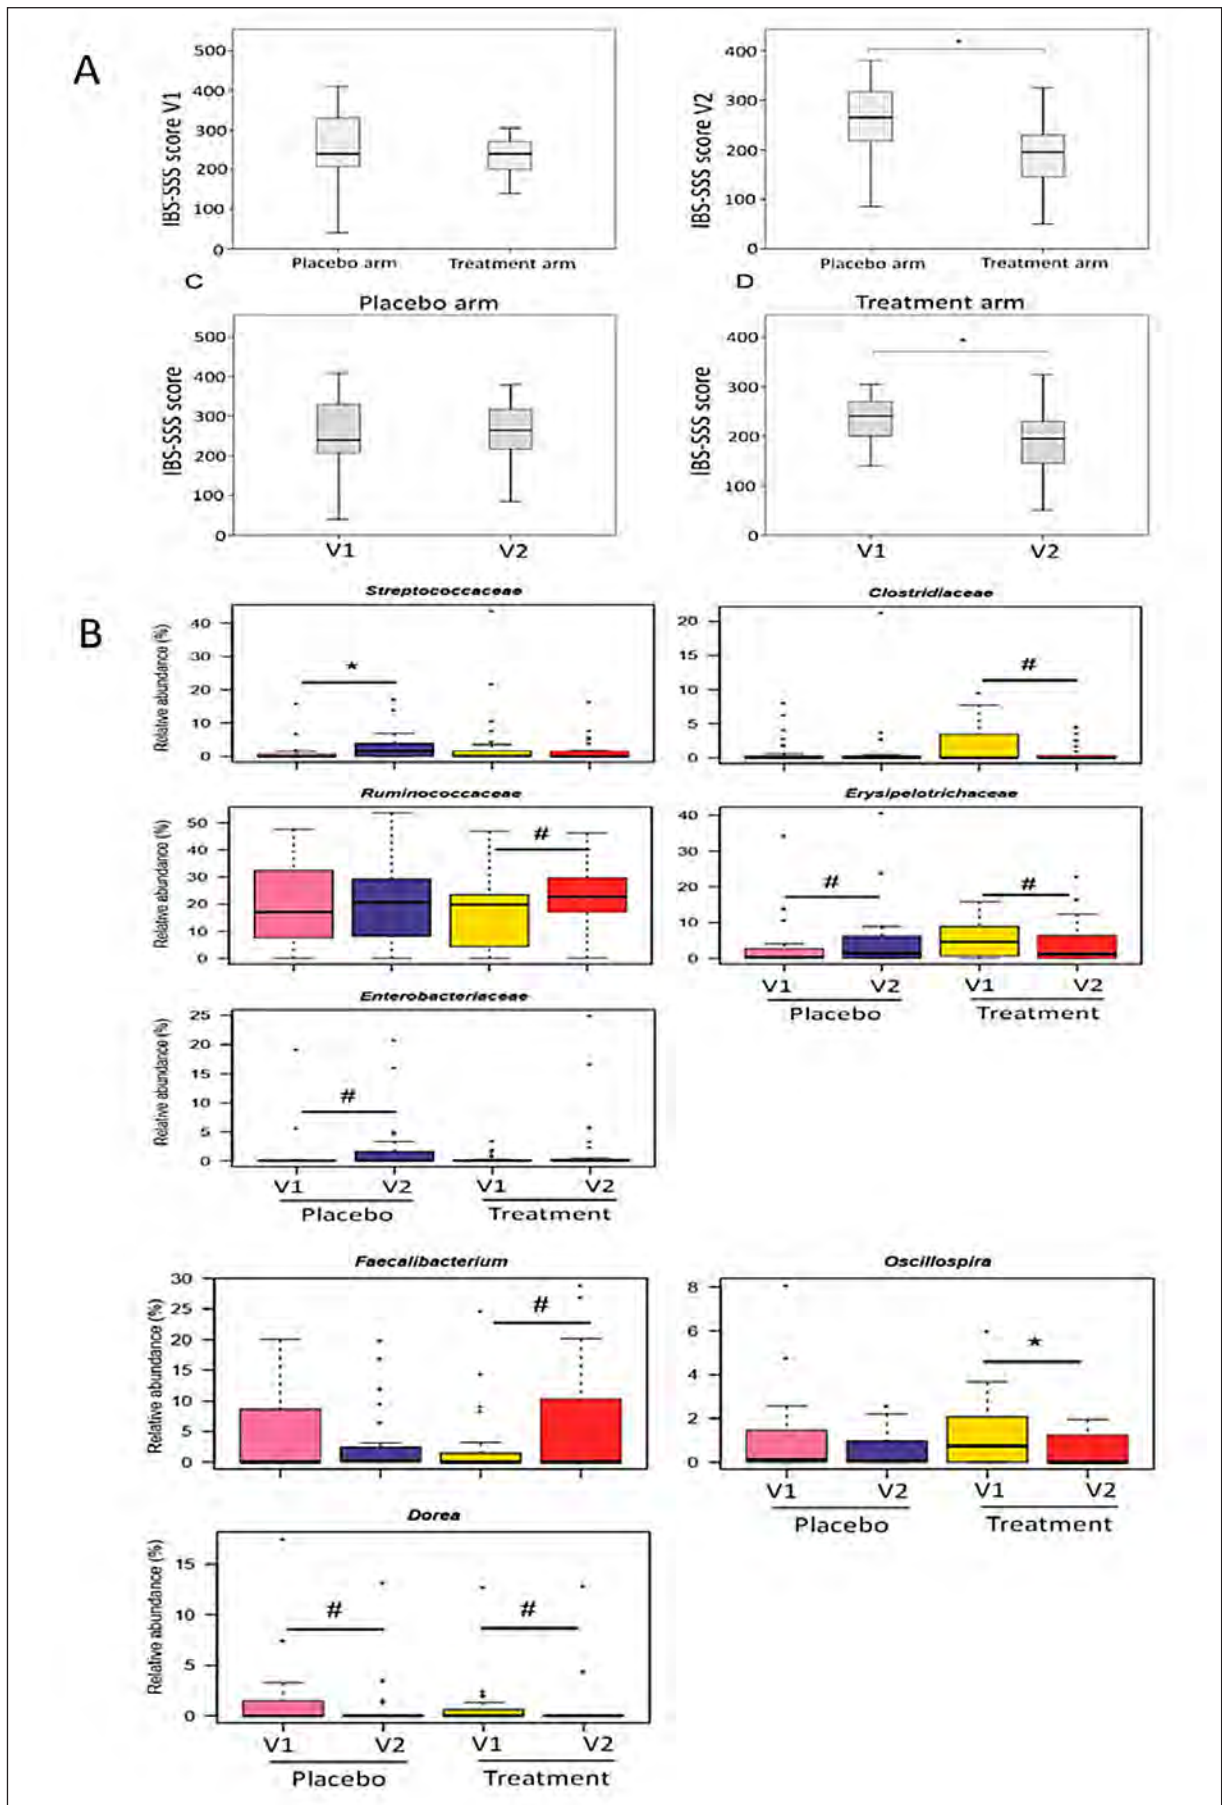 A
IBS-SSS score V1
500
400
300
200
100
0
Placebo arm Treatment arm
IBS-SSS score V2
400
300
200
100
0
*
Placebo arm Treatment arm
C
Placebo arm
IBS-SSS score
500
400
300
200
100
0
V1 V2
D
Treatment arm
IBS-SSS score
400
300
200
100
0
*
V1 V2
B
Streptococcaceae
Relative abundance (%)
40
30
20
10
0
*
Clostridiaceae
20
15
10
5
0
#
Ruminococcaceae
Relative abundance (%)
50
40
30
20
10
0
#
Erysipelotrichaceae
40
30
20
10
0
# #
V1 V2 V1 V2
Placebo Treatment
Enterobacteriaceae
Relative abundance (%)
25
20
15
10
5
0
#
V1 V2 V1 V2
Placebo Treatment
Faecalibacterium
Relative abundance (%)
30
25
20
15
10
5
0
#
Oscillospira
8
6
4
2
0
*
V1 V2 V1 V2
Placebo Treatment
Dorea
Relative abundance (%)
15
10
5
0
# #
V1 V2 V1 V2
Placebo Treatment